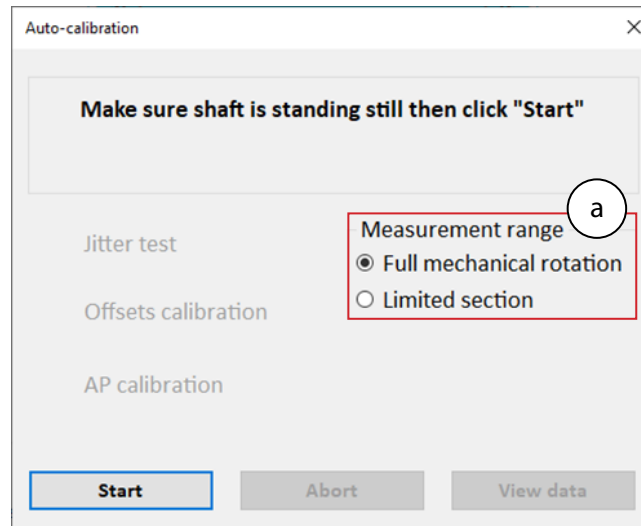 Auto-calibration
Make sure shaft is standing still then click "Start"
a
Jitter test
Measurement range
Full mechanical rotation
Limited section
Offsets calibration
AP calibration
Start
Abort
View data